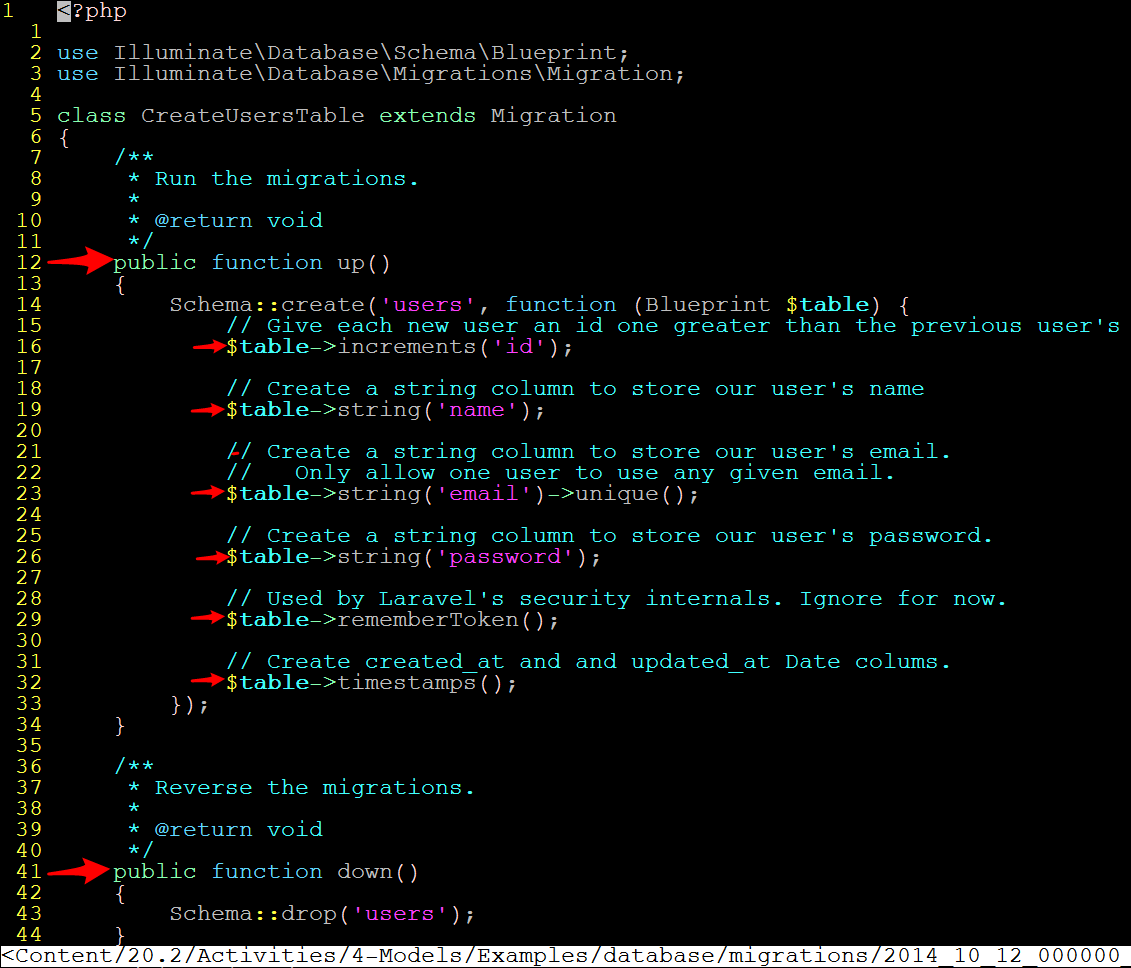 1  <?php
 1
 2 use Illuminate\Database\Schema\Blueprint;
 3 use Illuminate\Database\Migrations\Migration;
 4
 5 class CreateUsersTable extends Migration
 6 {
 7     /**
 8      * Run the migrations.
 9      *
10      * @return void
11      */
12     public function up()
13     {
14         Schema::create('users', function (Blueprint $table) {
15             // Give each new user an id one greater than the previous user's
16             $table->increments('id');
17
18             // Create a string column to store our user's name
19             $table->string('name');
20
21             // Create a string column to store our user's email.
22             //   Only allow one user to use any given email.
23             $table->string('email')->unique();
24
25             // Create a string column to store our user's password.
26             $table->string('password');
27
28             // Used by Laravel's security internals. Ignore for now.
29             $table->rememberToken();
30
31             // Create created_at and and updated_at Date colums.
32             $table->timestamps();
33         });
34     }
35
36     /**
37      * Reverse the migrations.
38      *
39      * @return void
40      */
41     public function down()
42     {
43         Schema::drop('users');
44     }
<Content/20.2/Activities/4-Models/Examples/database/migrations/2014_10_12_000000_